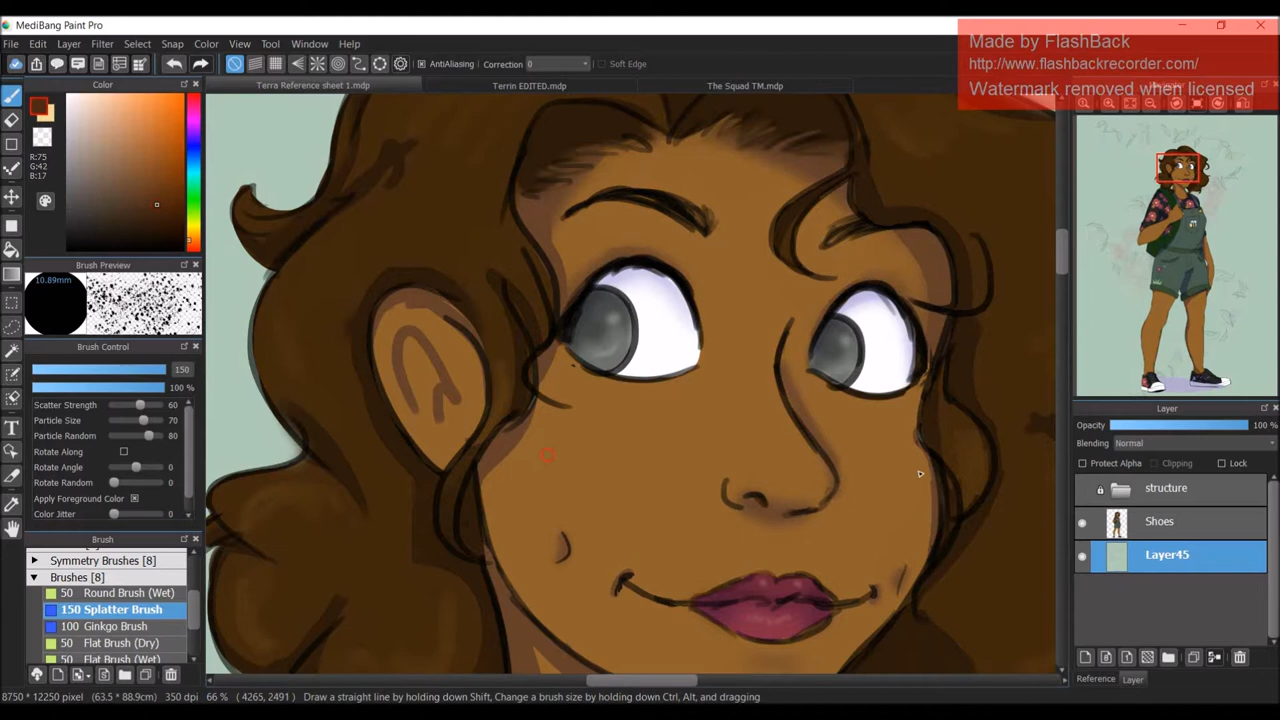 MediBang Paint Pro
Made by FlashBack
http://www.flashbackrecorder.com/
Watermark removed when licensed
File Edit Layer Filter Select Snap Color View Tool Window Help
AntiAliasing Correction 0 Soft Edge
Color
Terra Reference sheet 1.mdp Terrin EDITED.mdp The Squad TM.mdp
R:75
G:42
B:17
Brush Preview
10.89mm
Brush Control
150
100 %
Scatter Strength 60
Particle Size 70
Particle Random 80
Rotate Along
Rotate Angle 0
Rotate Random 0
Apply Foreground Color
Color Jitter 0
Brush
Symmetry Brushes [8]
Brushes [8]
50 Round Brush (Wet)
150 Splatter Brush
100 Ginkgo Brush
50 Flat Brush (Dry)
50 Flat Brush (Wet)
Layer
Opacity 100 %
Blending Normal
Protect Alpha Clipping Lock
structure
Shoes
Layer45
Reference Layer
8750 * 12250 pixel (63.5 * 88.9cm) 350 dpi 66 % ( 4265, 2491 ) Draw a straight line by holding down Shift, Change a brush size by holding down Ctrl, Alt, and dragging